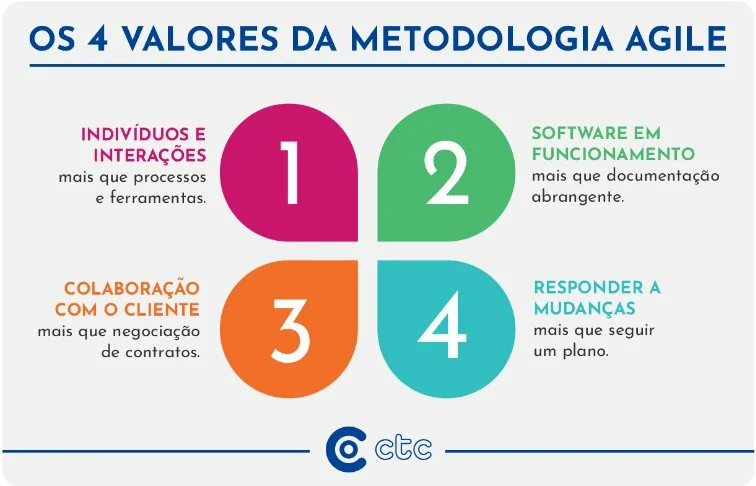 OS 4 VALORES DA METODOLOGIA AGILE
INDIVÍDUOS E
INTERAÇÕES
mais que processos
e ferramentas.
1
2
SOFTWARE EM
FUNCIONAMENTO
mais que documentação
abrangente.
COLABORAÇÃO
COM O CLIENTE
mais que negociação
de contratos.
3
4
RESPONDER A
MUDANÇAS
mais que seguir
um plano.
ctc